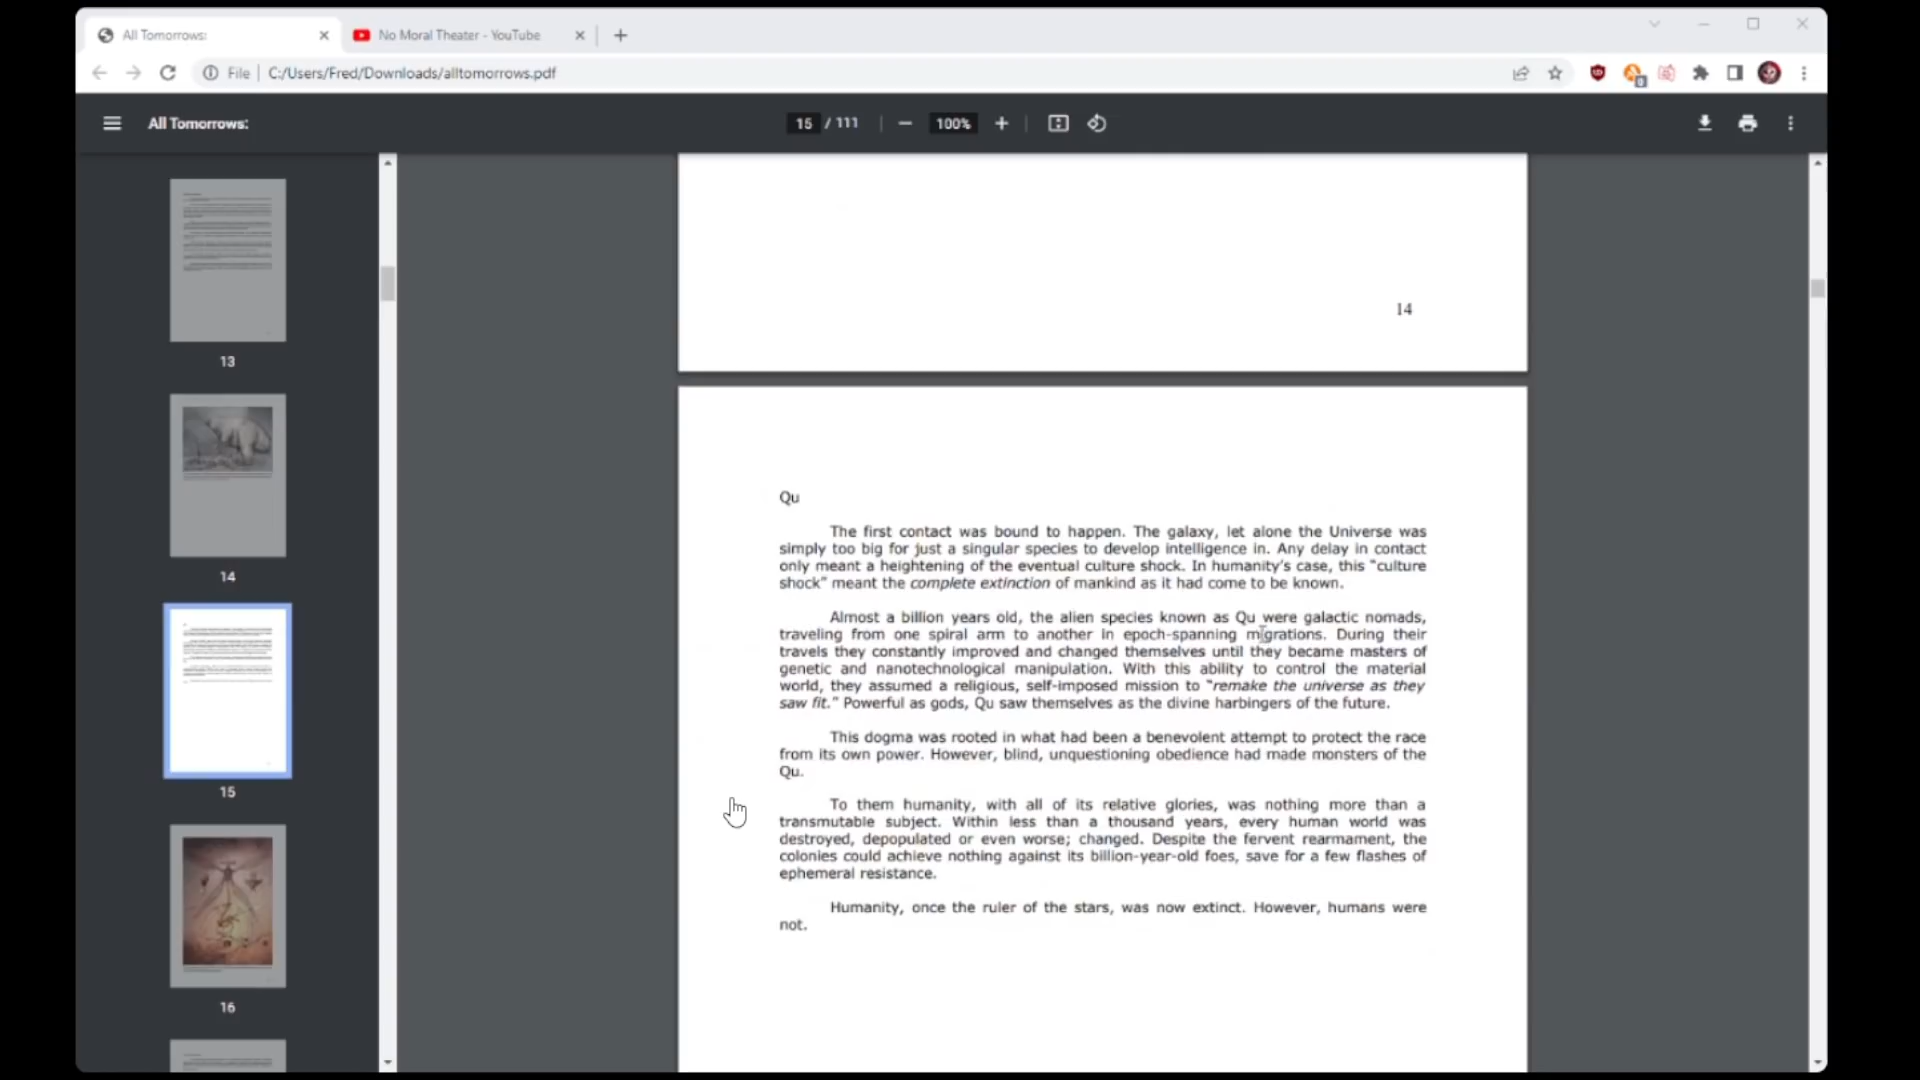 All Tomorrows:
No Moral Theater - YouTube
File
C:/Users/Fred/Downloads/alltomorrows.pdf
All Tomorrows:
15 / 111
100%
13
14
15
16
14
Qu
The first contact was bound to happen. The galaxy, let alone the Universe was
simply too big for just a singular species to develop intelligence in. Any delay in contact
only meant a heightening of the eventual culture shock. In humanity's case, this "culture
shock" meant the complete extinction of mankind as it had come to be known.
Almost a billion years old, the alien species known as Qu were galactic nomads,
traveling from one spiral arm to another in epoch-spanning migrations. During their
travels they constantly improved and changed themselves until they became masters of
genetic and nanotechnological manipulation. With this ability to control the material
world, they assumed a religious, self-imposed mission to "remake the universe as they
saw fit." Powerful as gods, Qu saw themselves as the divine harbingers of the future.
This dogma was rooted in what had been a benevolent attempt to protect the race
from its own power. However, blind, unquestioning obedience had made monsters of the
Qu.
To them humanity, with all of its relative glories, was nothing more than a
transmutable subject. Within less than a thousand years, every human world was
destroyed, depopulated or even worse; changed. Despite the fervent rearmament, the
colonies could achieve nothing against its billion-year-old foes, save for a few flashes of
ephemeral resistance.
Humanity, once the ruler of the stars, was now extinct. However, humans were
not.